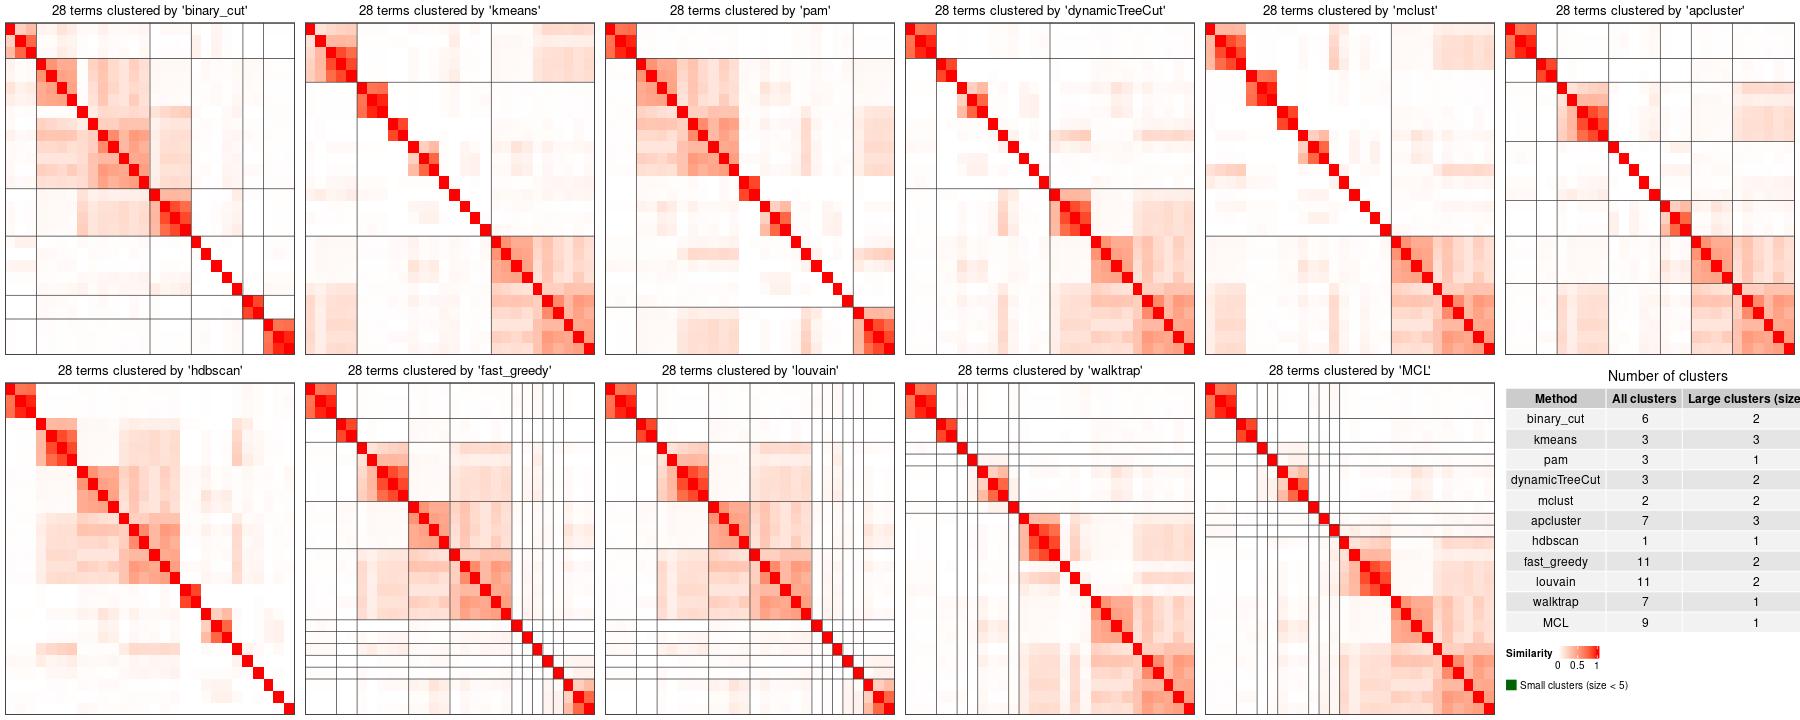 28 terms clustered by 'binary_cut'
28 terms clustered by 'kmeans'
28 terms clustered by 'pam'
28 terms clustered by 'dynamicTreeCut'
28 terms clustered by 'mclust'
28 terms clustered by 'apcluster'
28 terms clustered by 'hdbscan'
28 terms clustered by 'fast_greedy'
28 terms clustered by 'louvain'
28 terms clustered by 'walktrap'
28 terms clustered by 'MCL'
Number of clusters
Method All clusters Large clusters (size
binary_cut 6 2
kmeans 3 3
pam 3 1
dynamicTreeCut 3 2
mclust 2 2
apcluster 7 3
hdbscan 1 1
fast_greedy 11 2
louvain 11 2
walktrap 7 1
MCL 9 1
Similarity
0 0.5 1
Small clusters (size < 5)